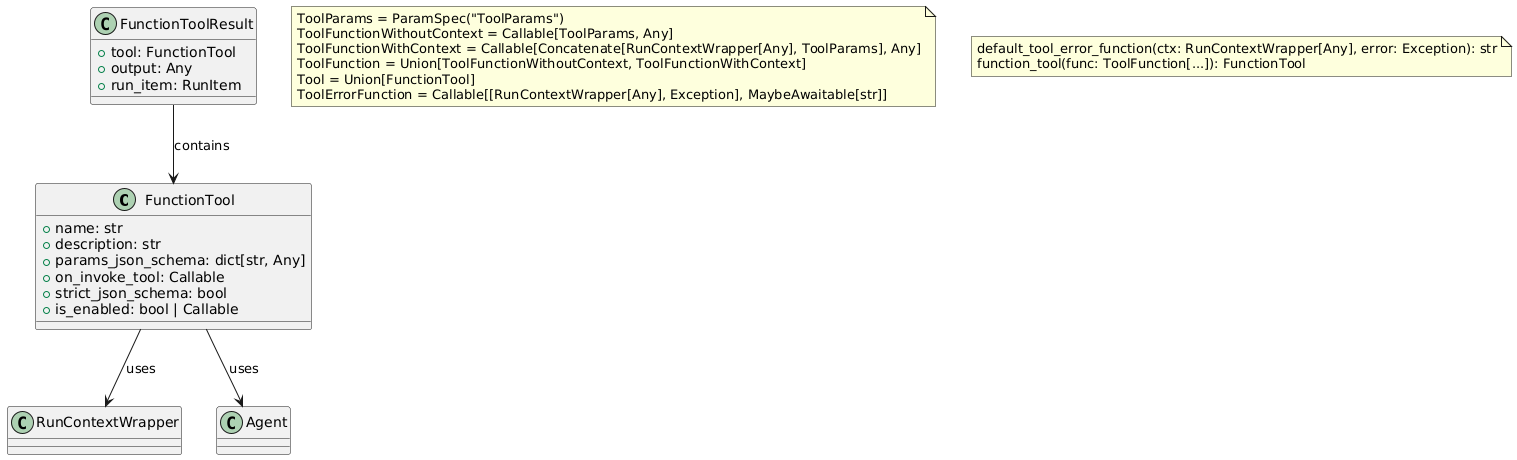 FunctionToolResult
tool: FunctionTool
output: Any
run_item: RunItem
ToolParams = ParamSpec("ToolParams")
ToolFunctionWithoutContext = Callable[ToolParams, Any]
ToolFunctionWithContext = Callable[Concatenate[RunContextWrapper[Any], ToolParams], Any]
ToolFunction = Union[ToolFunctionWithoutContext, ToolFunctionWithContext]
Tool = Union[FunctionTool]
ToolErrorFunction = Callable[[RunContextWrapper[Any], Exception], MaybeAwaitable[str]]
default_tool_error_function(ctx: RunContextWrapper[Any], error: Exception): str
function_tool(func: ToolFunction[...]): FunctionTool
contains
FunctionTool
name: str
description: str
params_json_schema: dict[str, Any]
on_invoke_tool: Callable
strict_json_schema: bool
is_enabled: bool | Callable
uses
uses
RunContextWrapper
Agent